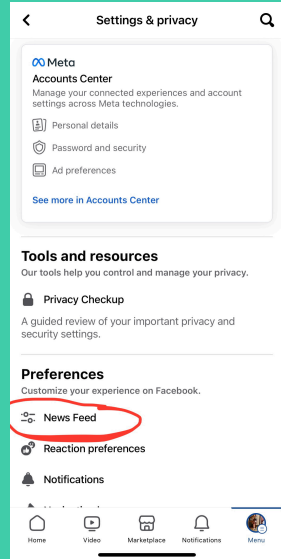 Settings & privacy
Meta
Accounts Center
Manage your connected experiences and account
settings across Meta technologies.
Personal details
Password and security
Ad preferences
See more in Accounts Center
Tools and resources
Our tools help you control and manage your privacy.
Privacy Checkup
A guided review of your important privacy and
security settings.
Preferences
Customize your experience on Facebook.
News Feed
Reaction preferences
Notifications
Home Video Marketplace Notifications Menu